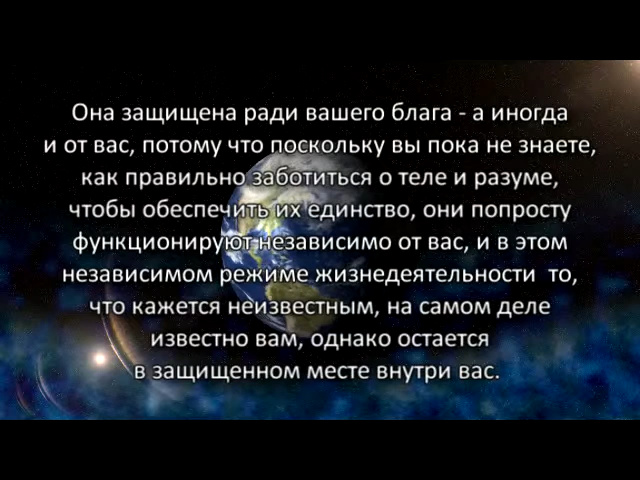 Она защищена ради вашего блага - а иногда
и от вас, потому что поскольку вы пока не знаете,
как правильно заботиться о теле и разуме,
чтобы обеспечить их единство, они попросту
функционируют независимо от вас, и в этом
независимом режиме жизнедеятельности то,
что кажется неизвестным, на самом деле
известно вам, однако остается
в защищенном месте внутри вас.